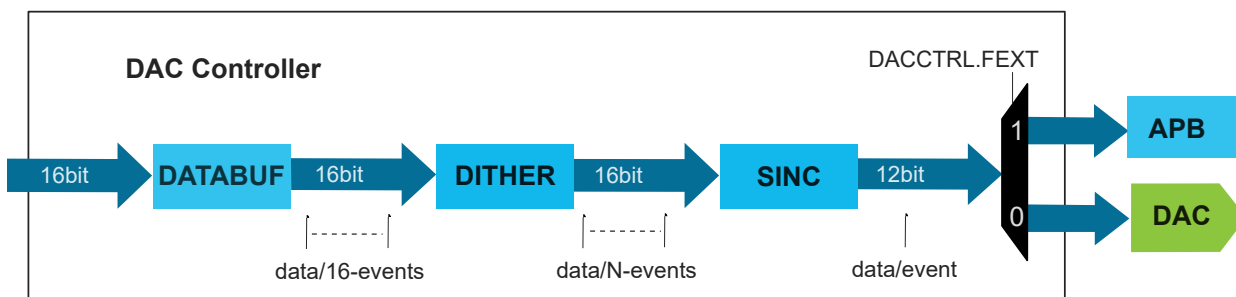 DAC Controller
DACCTRL.FEXT
1
APB
16bit
DATABUF
16bit
DITHER
16bit
SINC
12bit
0
DAC
data/16-events
data/N-events
data/event